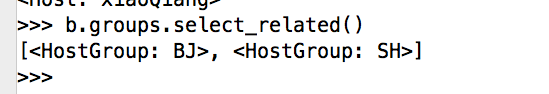 <Host: xiaoQiang>
>>> b.groups.select_related()
[<HostGroup: BJ>, <HostGroup: SH>]
>>>